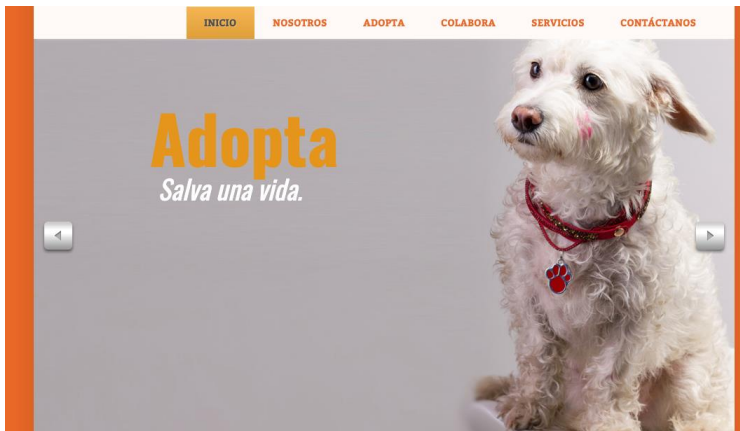 INICIO NOSOTROS ADOPTA COLABORA SERVICIOS CONTÁCTANOS
Adopta
Salva una vida.